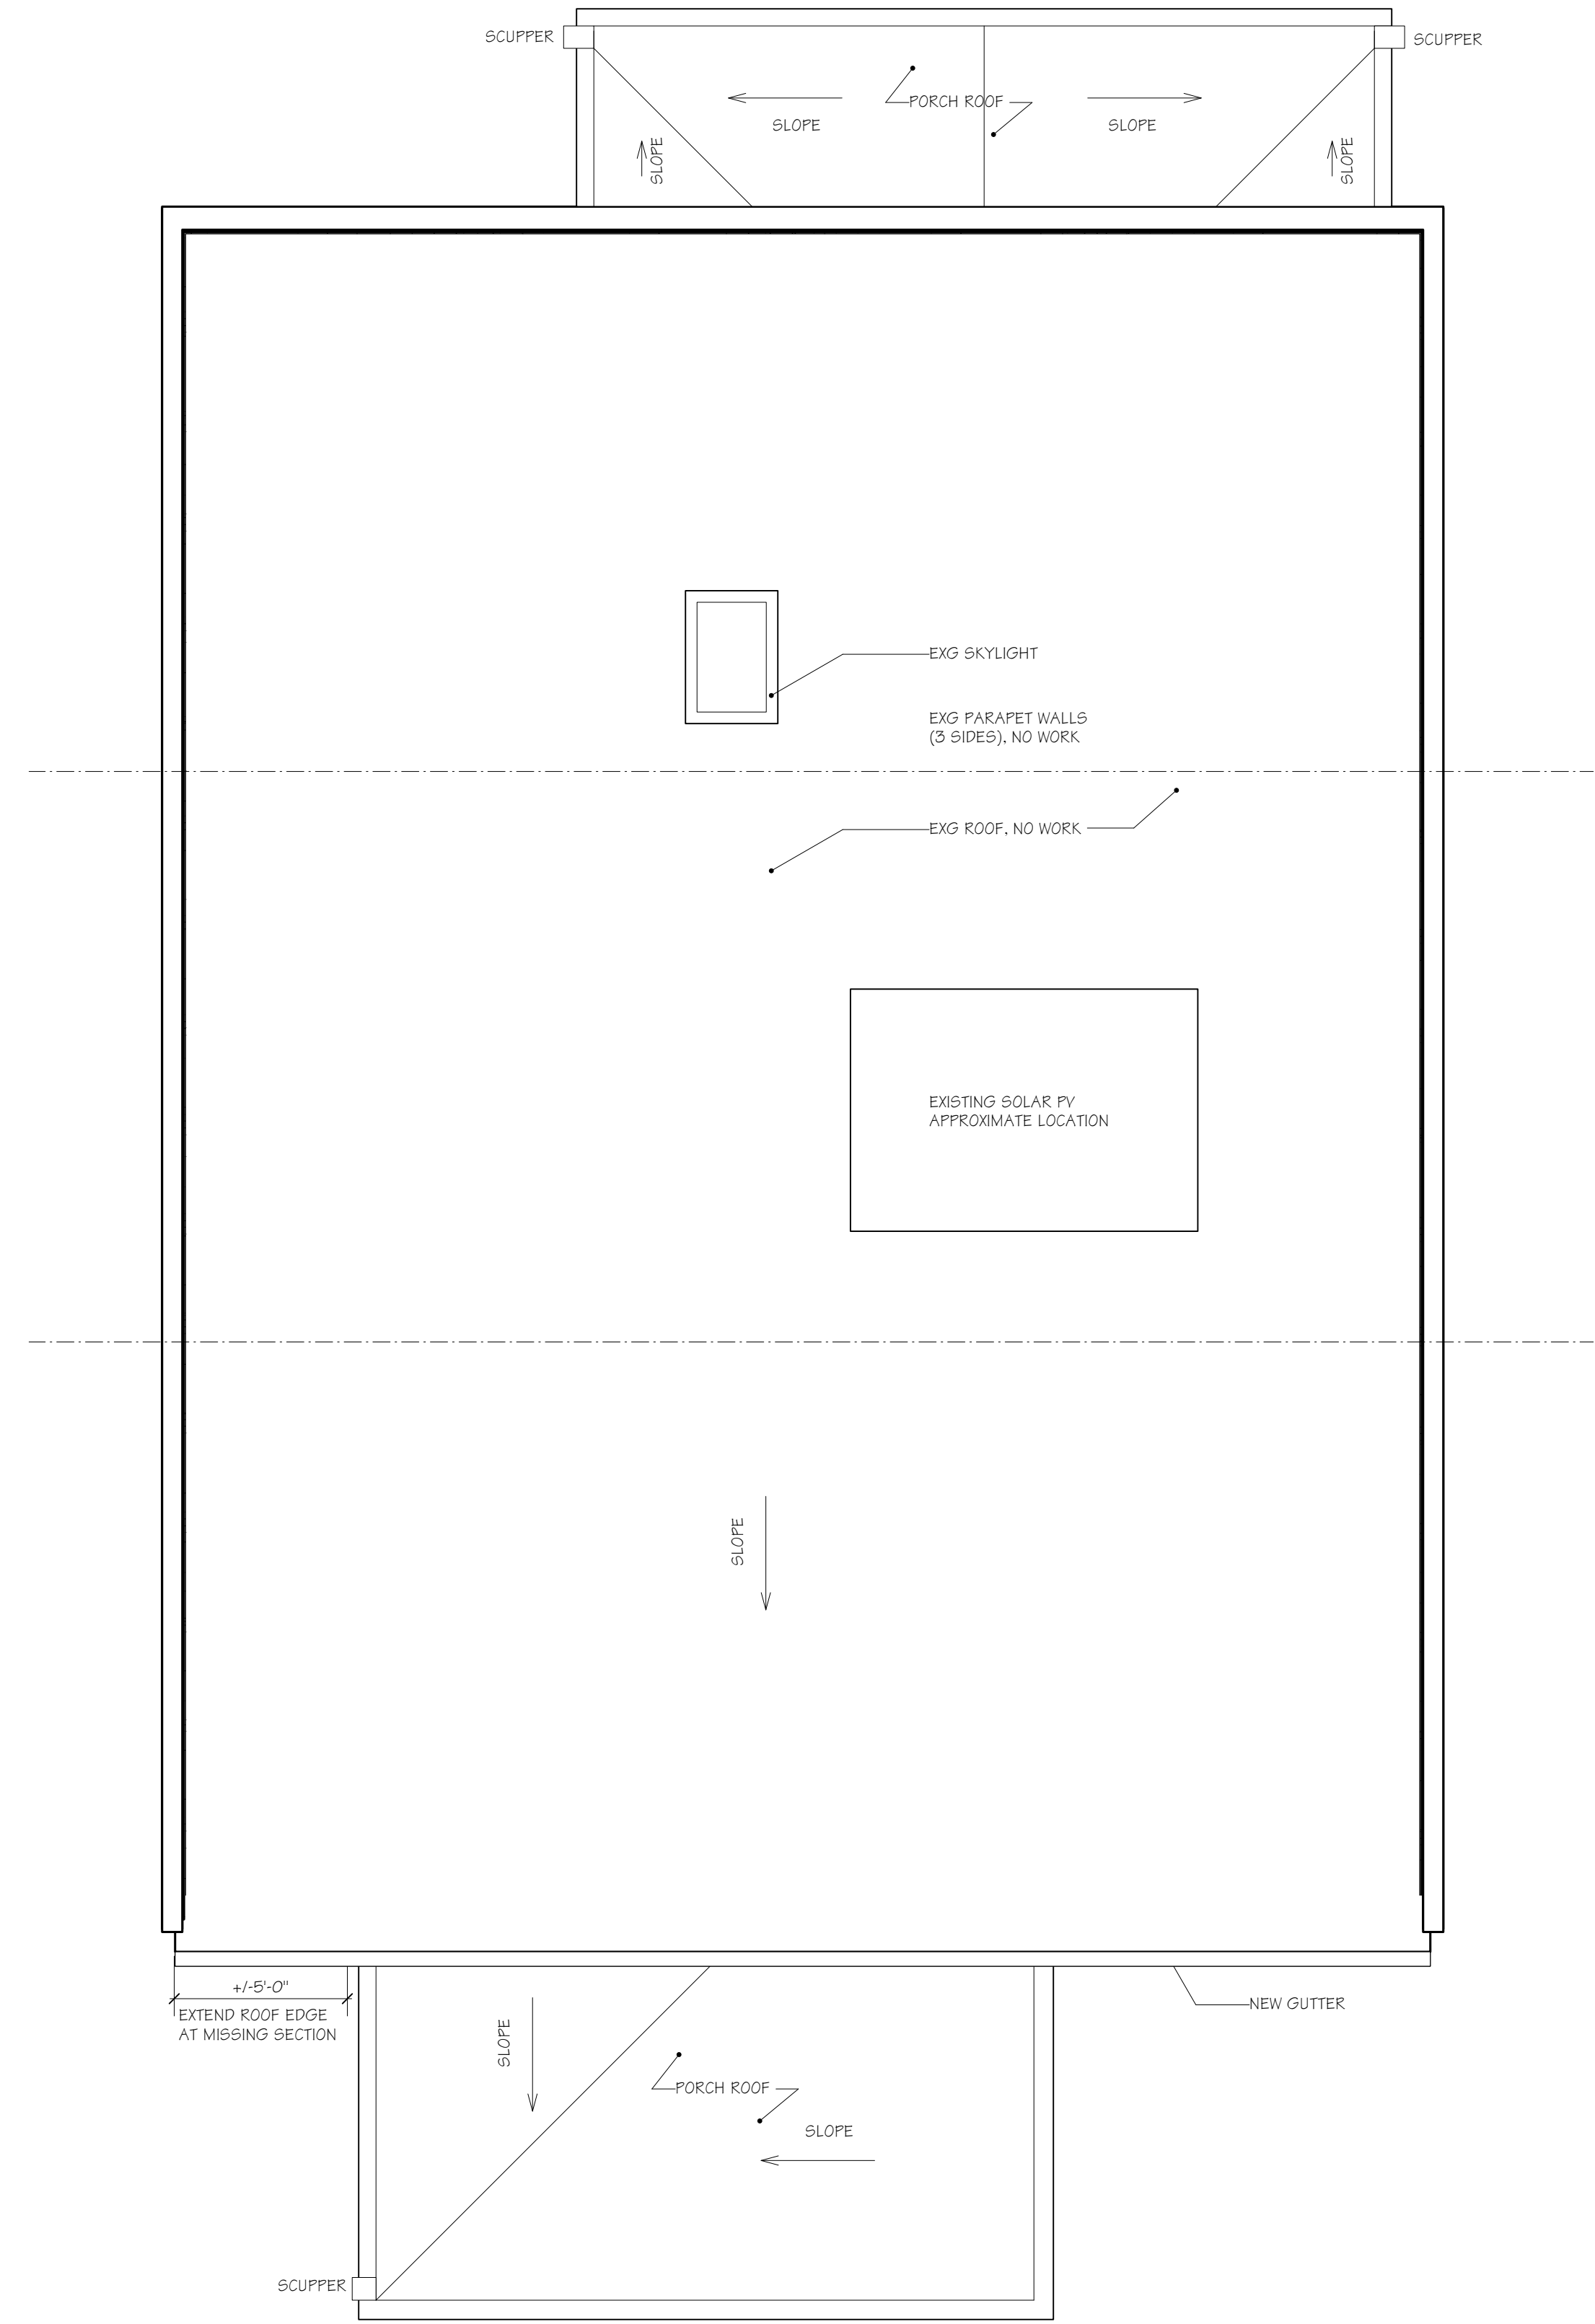 SCUPPER
SCUPPER
PORCH ROOF
SLOPE
SLOPE
SLOPE
SLOPE
EXG SKYLIGHT
EXG PARAPET WALLS
(3 SIDES), NO WORK
EXG ROOF, NO WORK
EXISTING SOLAR PV
APPROXIMATE LOCATION
SLOPE
+/-5'-0"
EXTEND ROOF EDGE
AT MISSING SECTION
NEW GUTTER
SLOPE
PORCH ROOF
SLOPE
SCUPPER